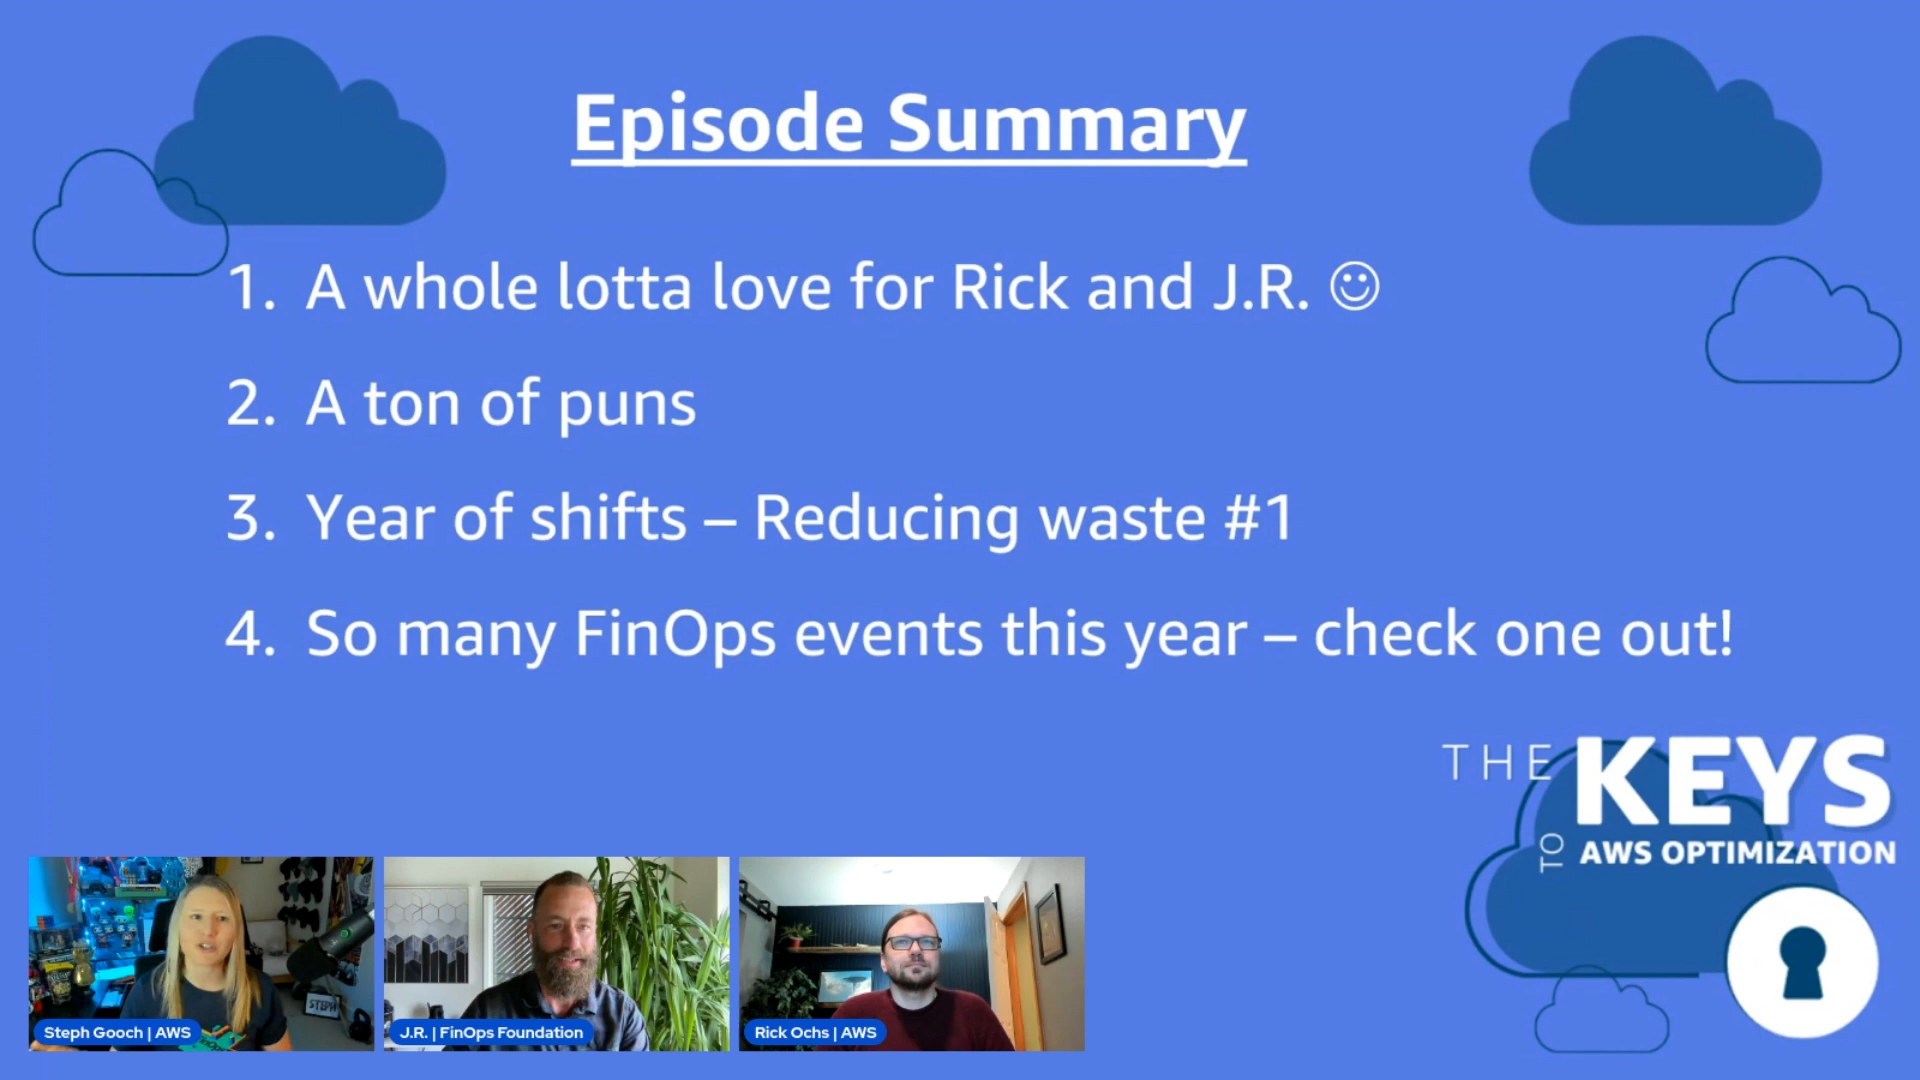 Episode Summary
1. A whole lotta love for Rick and J.R. ☺
2. A ton of puns
3. Year of shifts – Reducing waste #1
4. So many FinOps events this year – check one out!
THE KEYS
TO AWS OPTIMIZATION
STEPH
Steph Gooch | AWS
J.R. | FinOps Foundation
Rick Ochs | AWS